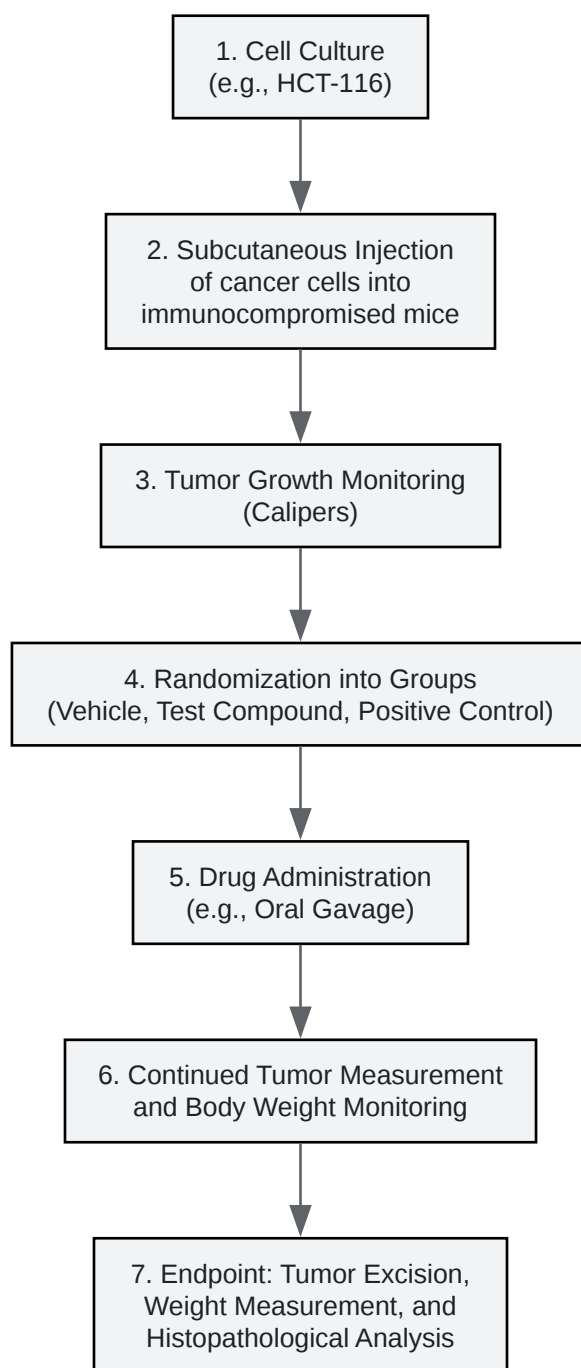 1. Cell Culture
(e.g., HCT-116)
2. Subcutaneous Injection
of cancer cells into
immunocompromised mice
3. Tumor Growth Monitoring
(Calipers)
4. Randomization into Groups
(Vehicle, Test Compound, Positive Control)
5. Drug Administration
(e.g., Oral Gavage)
6. Continued Tumor Measurement
and Body Weight Monitoring
7. Endpoint: Tumor Excision,
Weight Measurement, and
Histopathological Analysis